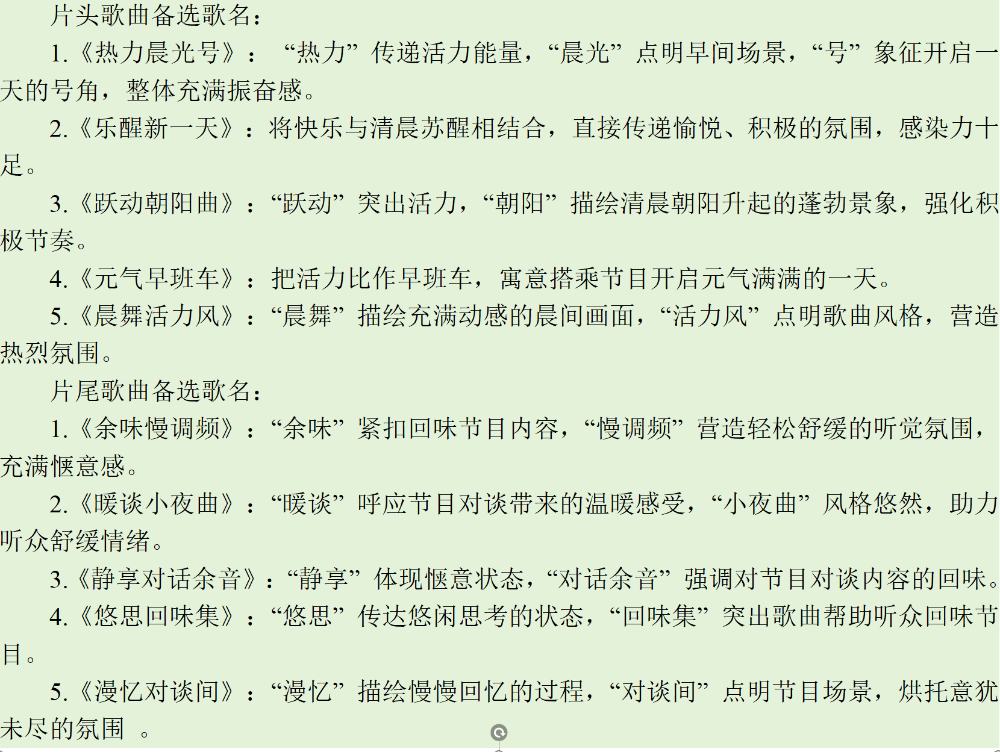 片头歌曲备选歌名：
1.《热力晨光号》： “热力” 传递活力能量，“晨光” 点明早间场景，“号” 象征开启一
天的号角，整体充满振奋感。
2.《乐醒新一天》：将快乐与清晨苏醒相结合，直接传递愉悦、积极的氛围，感染力十
足。
3.《跃动朝阳曲》：“跃动” 突出活力，“朝阳” 描绘清晨朝阳升起的蓬勃景象，强化积
极节奏。
4.《元气早班车》：把活力比作早班车，寓意搭乘节目开启元气满满的一天。
5.《晨舞活力风》：“晨舞” 描绘充满动感的晨间画面，“活力风” 点明歌曲风格，营造
热烈氛围。
片尾歌曲备选歌名：
1.《余味慢调频》：“余味” 紧扣回味节目内容，“慢调频” 营造轻松舒缓的听觉氛围，
充满惬意感。
2.《暖谈小夜曲》：“暖谈” 呼应节目对谈带来的温暖感受，“小夜曲” 风格悠然，助力
听众舒缓情绪。
3.《静享对话余音》：“静享” 体现惬意状态，“对话余音” 强调对节目对谈内容的回味。
4.《悠思回味集》：“悠思” 传达悠闲思考的状态，“回味集” 突出歌曲帮助听众回味节
目。
5.《漫忆对谈间》：“漫忆” 描绘慢慢回忆的过程，“对谈间” 点明节目场景，烘托意犹
未尽的氛围 。